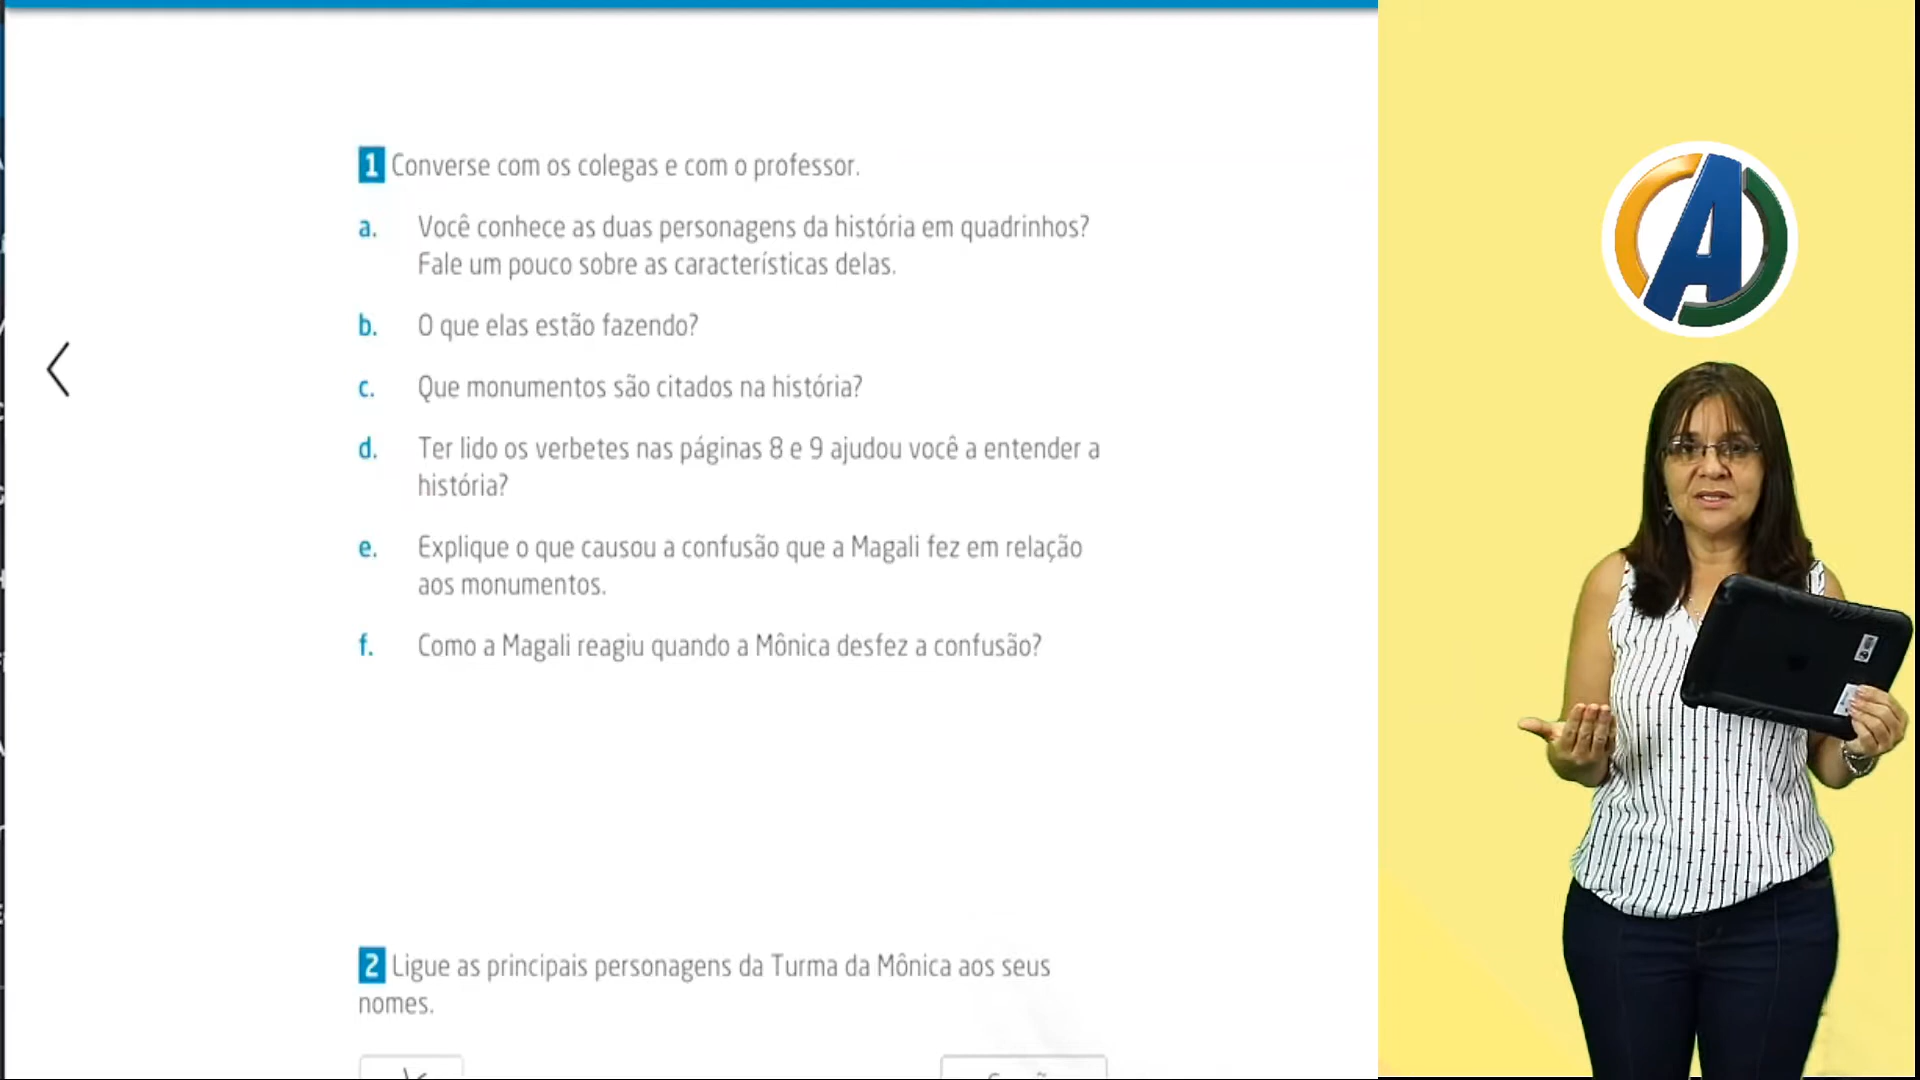 1 Converse com os colegas e com o professor.
a. Você conhece as duas personagens da história em quadrinhos?
Fale um pouco sobre as características delas.
b. O que elas estão fazendo?
c. Que monumentos são citados na história?
d. Ter lido os verbetes nas páginas 8 e 9 ajudou você a entender a
história?
e. Explique o que causou a confusão que a Magali fez em relação
aos monumentos.
f. Como a Magali reagiu quando a Mônica desfez a confusão?
2 Ligue as principais personagens da Turma da Mônica aos seus
nomes.
A